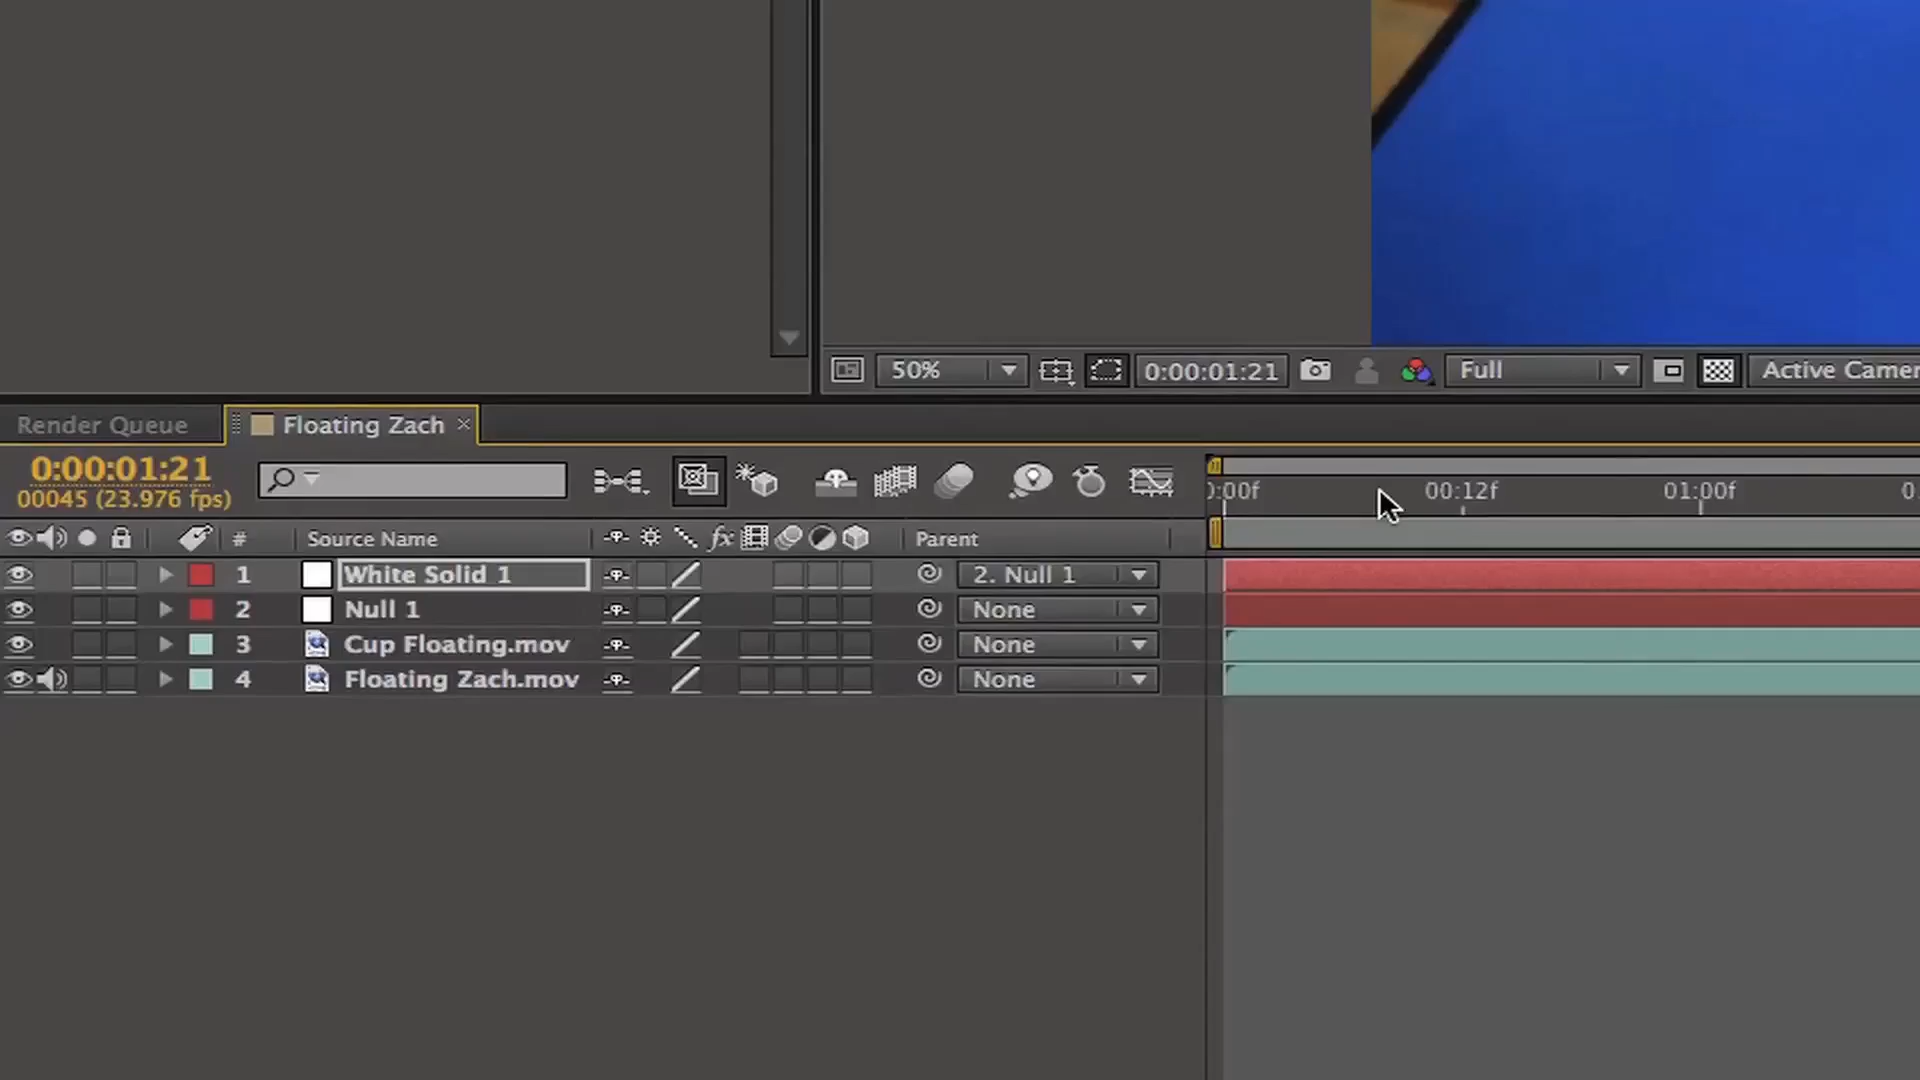 50% 0:00:01:21 Full Active Camer
Render Queue Floating Zach ×
0:00:01:21
00045 (23.976 fps)
):00f 00:12f 01:00f 0
# Source Name fx Parent
1 White Solid 1 2. Null 1
2 Null 1 None
3 Cup Floating.mov None
4 Floating Zach.mov None